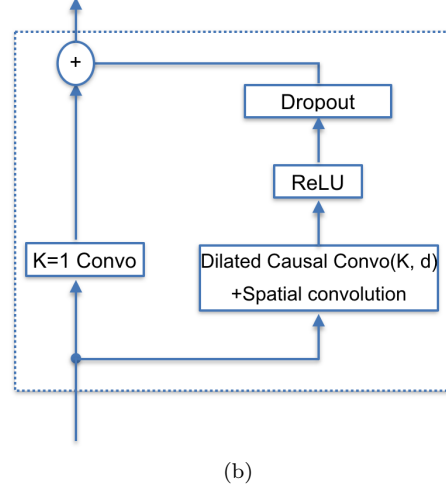 +
Dropout
ReLU
K=1 Convo
Dilated Causal Convo(K, d)
+Spatial convolution
(b)